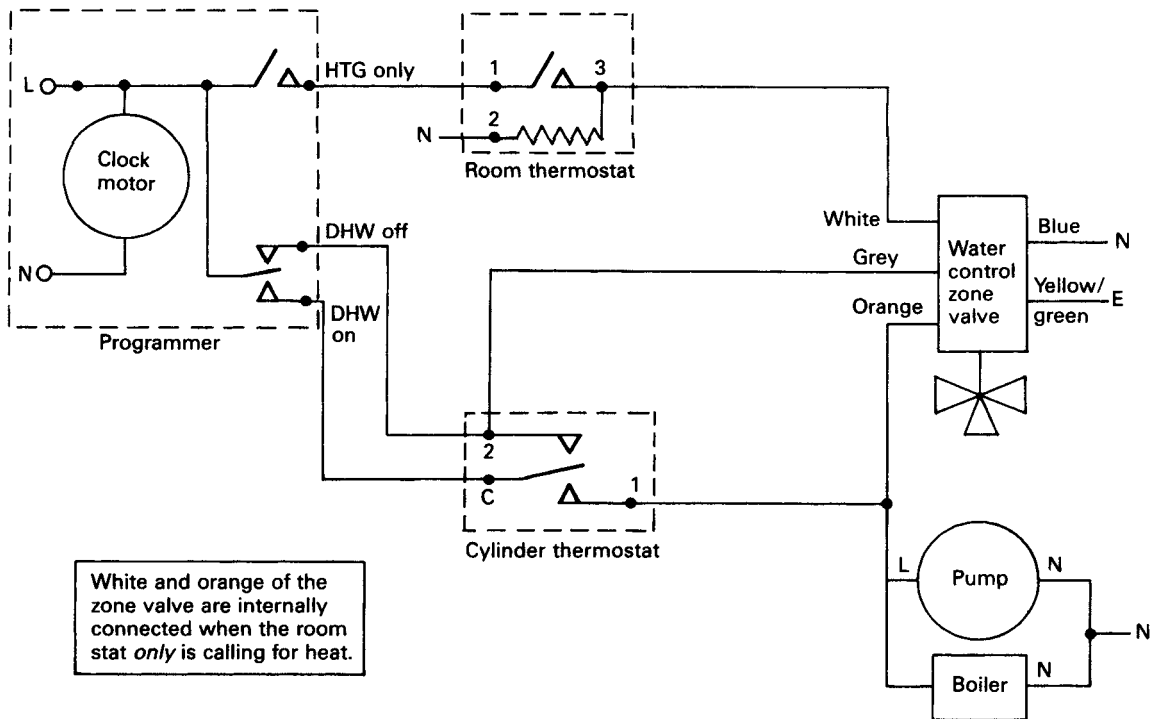 L
HTG only
1
3
2
N
Room thermostat
Clock
motor
N
DHW off
DHW
on
Programmer
White
Grey
Orange
Water
control
zone
valve
Blue
N
Yellow/
green
E
2
C
1
Cylinder thermostat
L
Pump
N
N
Boiler
N
White and orange of the
zone valve are internally
connected when the room
stat only is calling for heat.